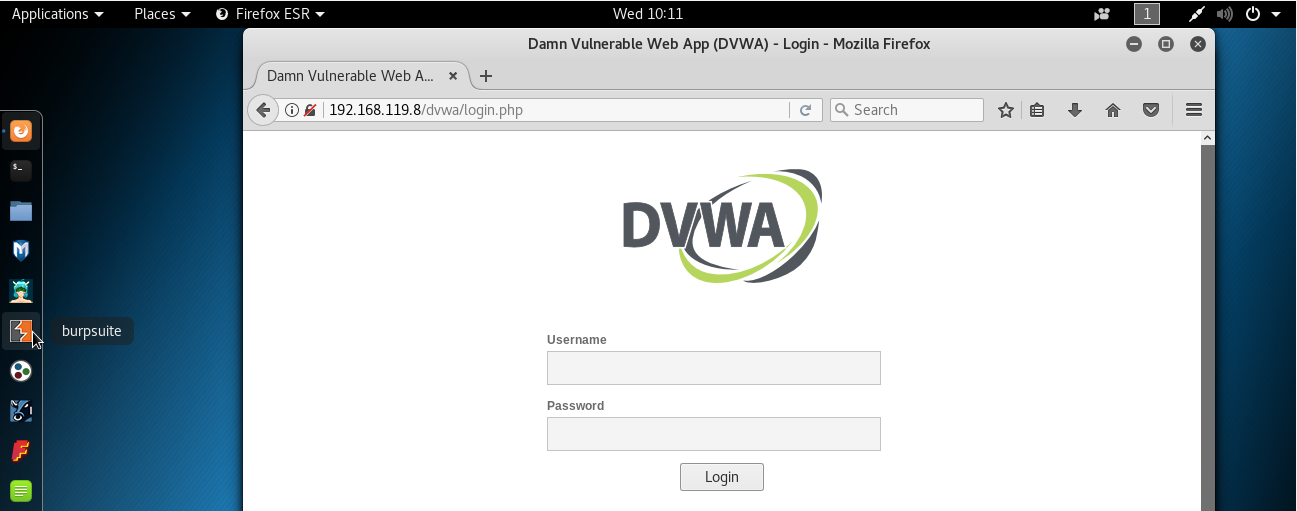 Applications Places Firefox ESR Wed 10:11 1
Damn Vulnerable Web App (DVWA) - Login - Mozilla Firefox
Damn Vulnerable Web A...
192.168.119.8/dvwa/login.php Search
$-
DVWA
burpsuite
Username
Password
Login